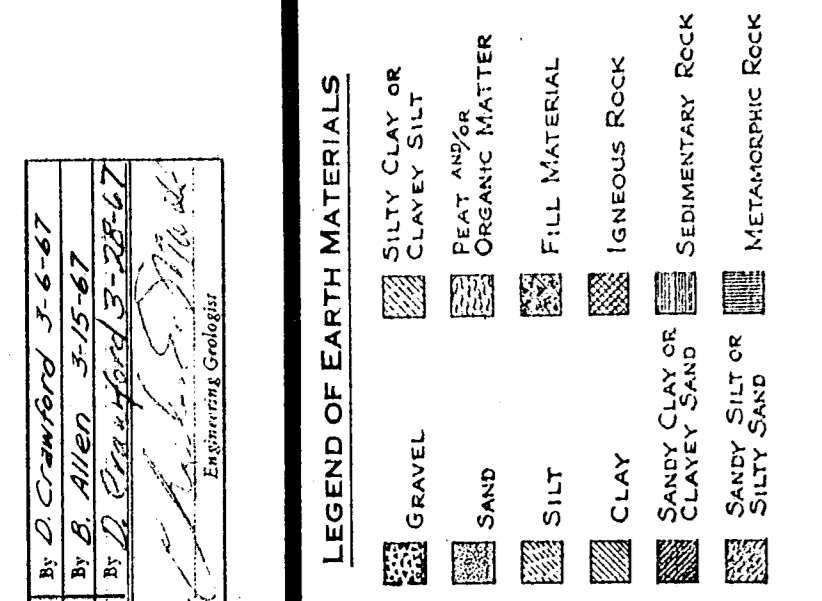 By D. Crawford 3-6-67
By B. Allen 3-15-67
By D. Crawford 3-28-67
Engineering Geologist
LEGEND OF EARTH MATERIALS
GRAVEL
SAND
SILT
CLAY
SANDY CLAY OR
CLAYEY SAND
SANDY SILT OR
SILTY SAND
SILTY CLAY OR
CLAYEY SILT
PEAT AND/OR
ORGANIC MATTER
FILL MATERIAL
IGNEOUS ROCK
SEDIMENTARY ROCK
METAMORPHIC ROCK